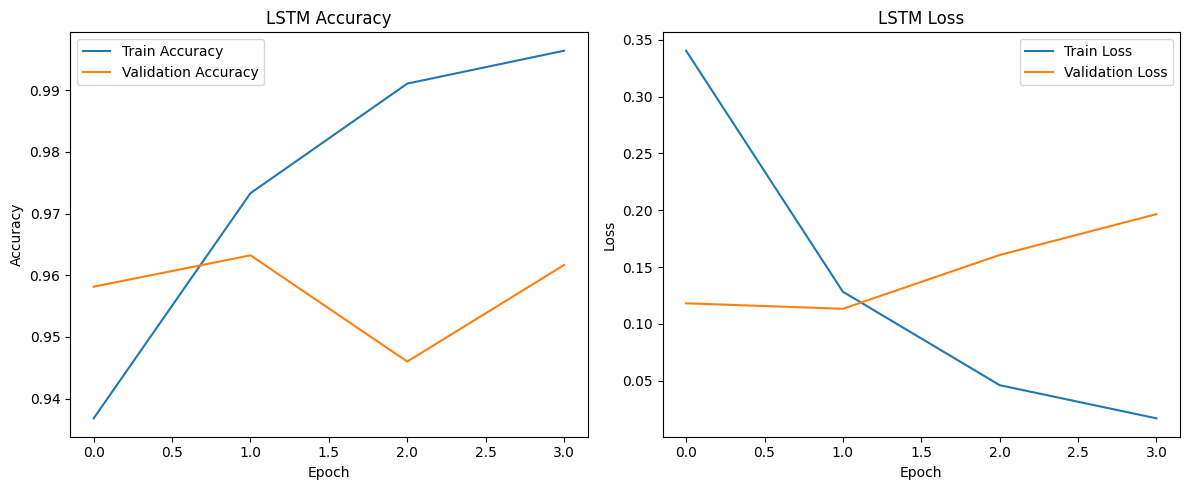 LSTM Accuracy
Train Accuracy
Validation Accuracy
Accuracy
0.99
0.98
0.97
0.96
0.95
0.94
0.0 0.5 1.0 1.5 2.0 2.5 3.0
Epoch
LSTM Loss
Train Loss
Validation Loss
Loss
0.35
0.30
0.25
0.20
0.15
0.10
0.05
0.0 0.5 1.0 1.5 2.0 2.5 3.0
Epoch